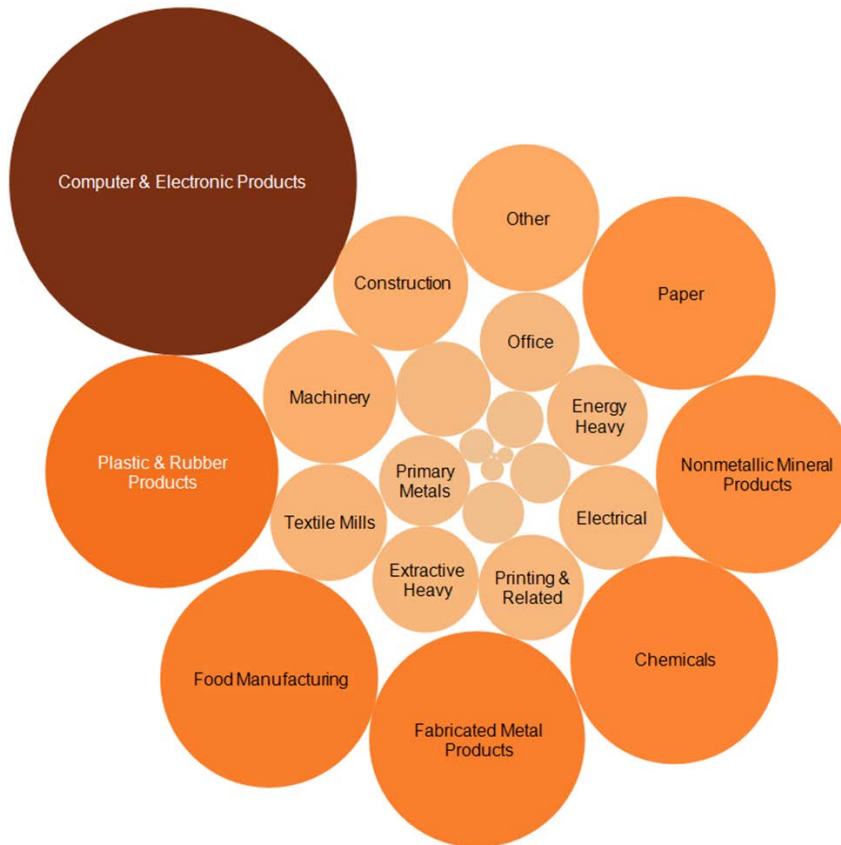 Computer & Electronic Products
Other
Construction
Paper
Office
Machinery
Energy
Heavy
Plastic & Rubber
Products
Primary
Metals
Nonmetallic Mineral
Products
Textile Mills
Electrical
Extractive
Heavy
Printing &
Related
Chemicals
Food Manufacturing
Fabricated Metal
Products